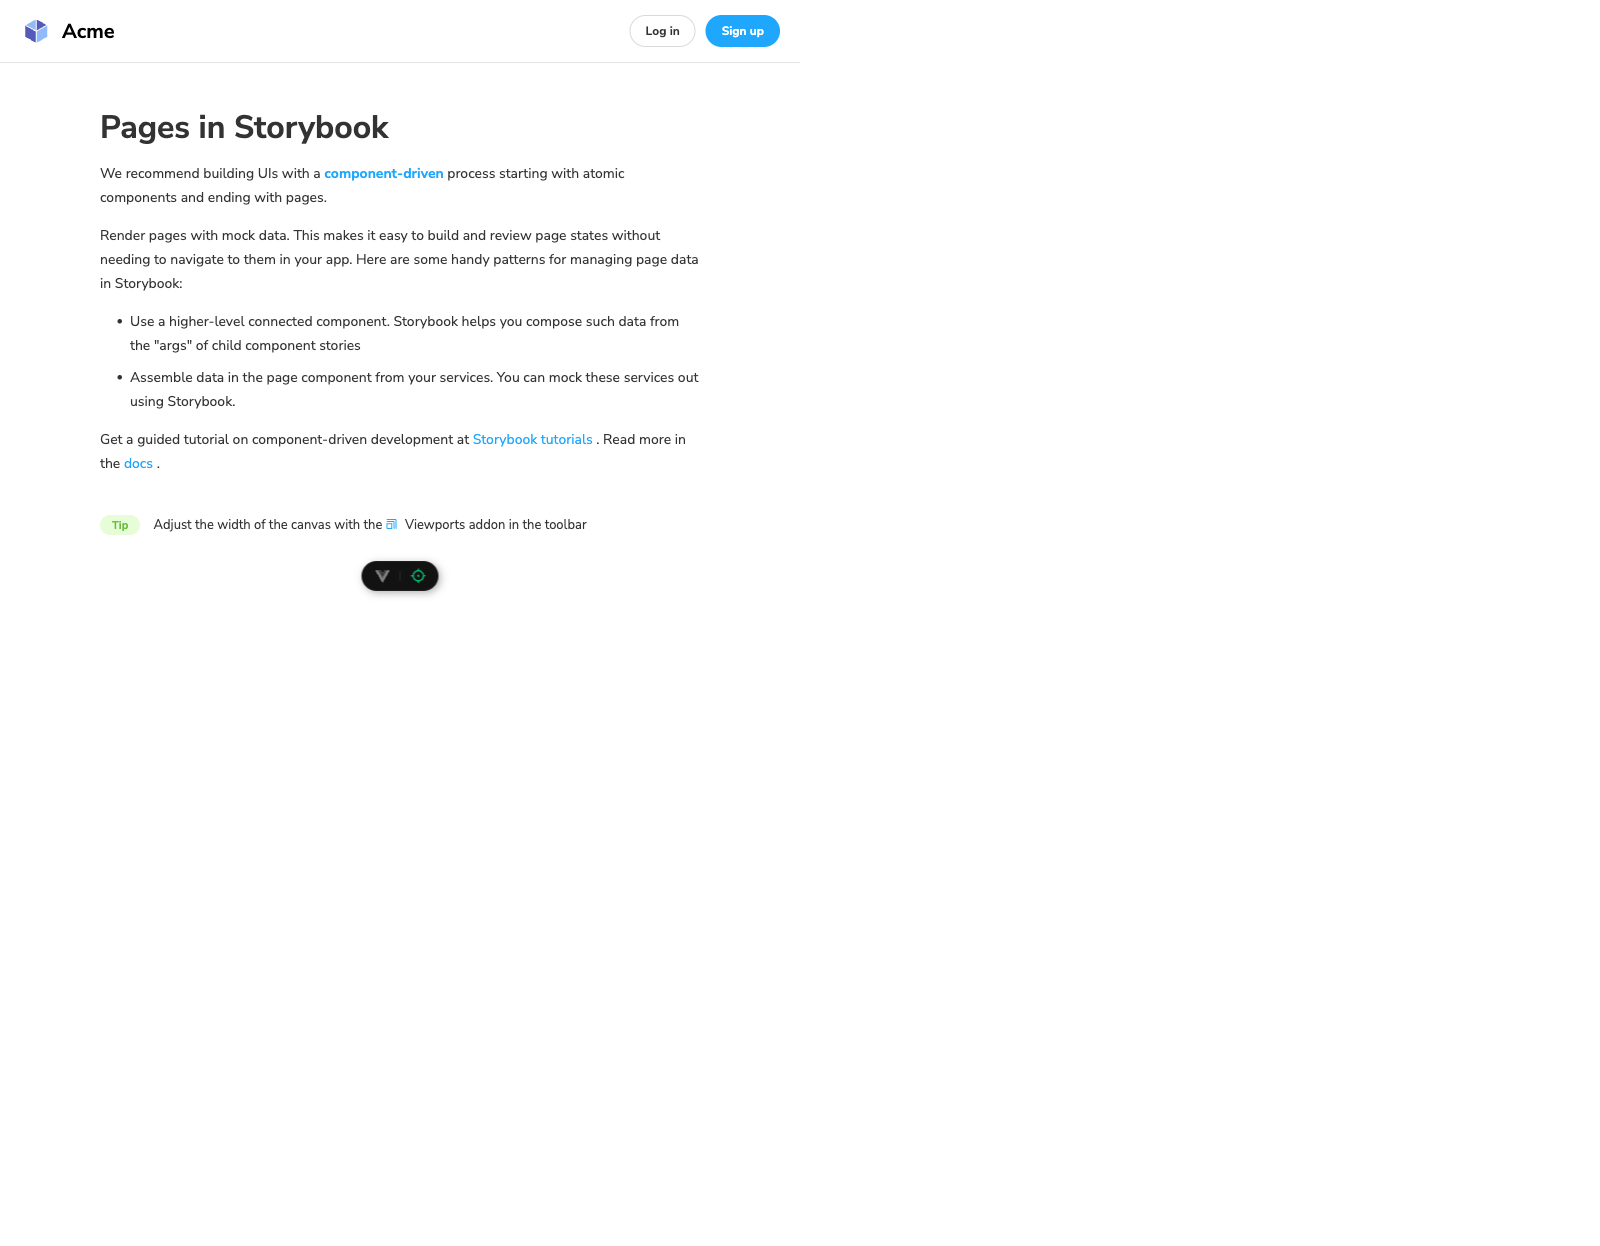 Acme
Log in
Sign up
Pages in Storybook
We recommend building UIs with a component-driven process starting with atomic
components and ending with pages.
Render pages with mock data. This makes it easy to build and review page states without
needing to navigate to them in your app. Here are some handy patterns for managing page data
in Storybook:
• Use a higher-level connected component. Storybook helps you compose such data from
the "args" of child component stories
• Assemble data in the page component from your services. You can mock these services out
using Storybook.
Get a guided tutorial on component-driven development at Storybook tutorials . Read more in
the docs .
Tip Adjust the width of the canvas with the Viewports addon in the toolbar